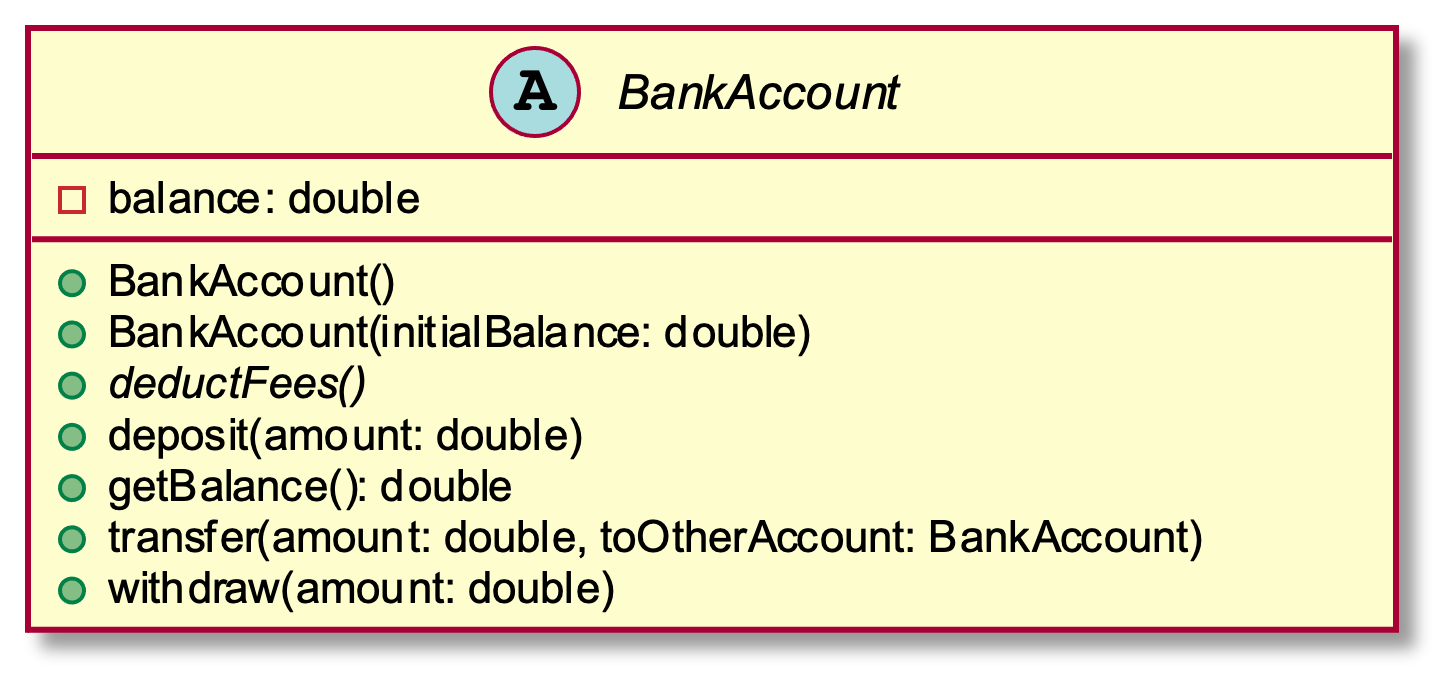 A BankAccount
balance: double
BankAccount()
BankAccount(initialBalance: double)
deductFees()
deposit(amount: double)
getBalance(): double
transfer(amount: double, toOtherAccount: BankAccount)
withdraw(amount: double)